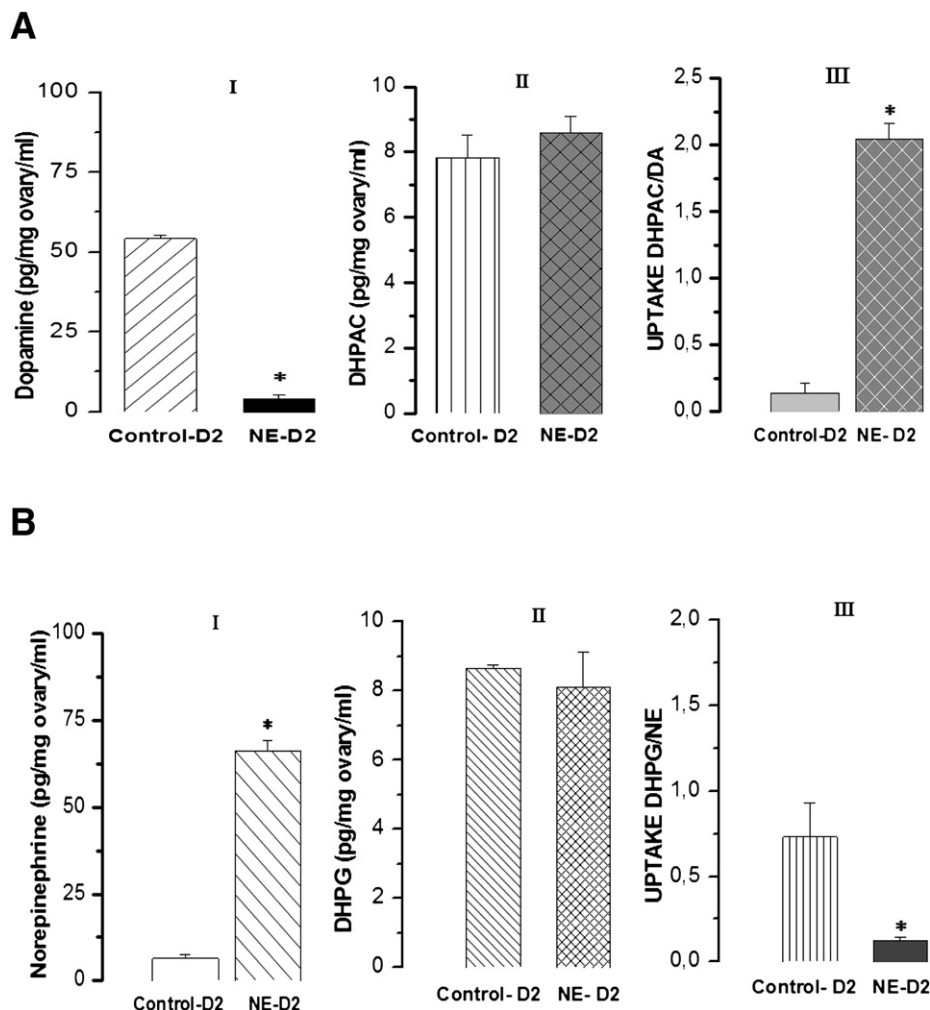 A
I
Dopamine (pg/mg ovary/ml)
100
75
50
25
0
*
Control-D2
NE-D2
II
DHPAC (pg/mg ovary/ml)
10
8
6
4
2
0
Control- D2
NE-D2
III
UPTAKE DHPAC/DA
2,5
2,0
1,5
1,0
0,5
0,0
*
Control-D2
NE- D2
B
I
Norepinephrine (pg/mg ovary/ml)
100
75
50
25
0
*
Control-D2
NE-D2
II
DHPG (pg/mg ovary/ml)
10
8
6
4
2
0
Control- D2
NE- D2
III
UPTAKE DHPG/NE
2,0
1,5
1,0
0,5
0,0
*
Control- D2
NE-D2